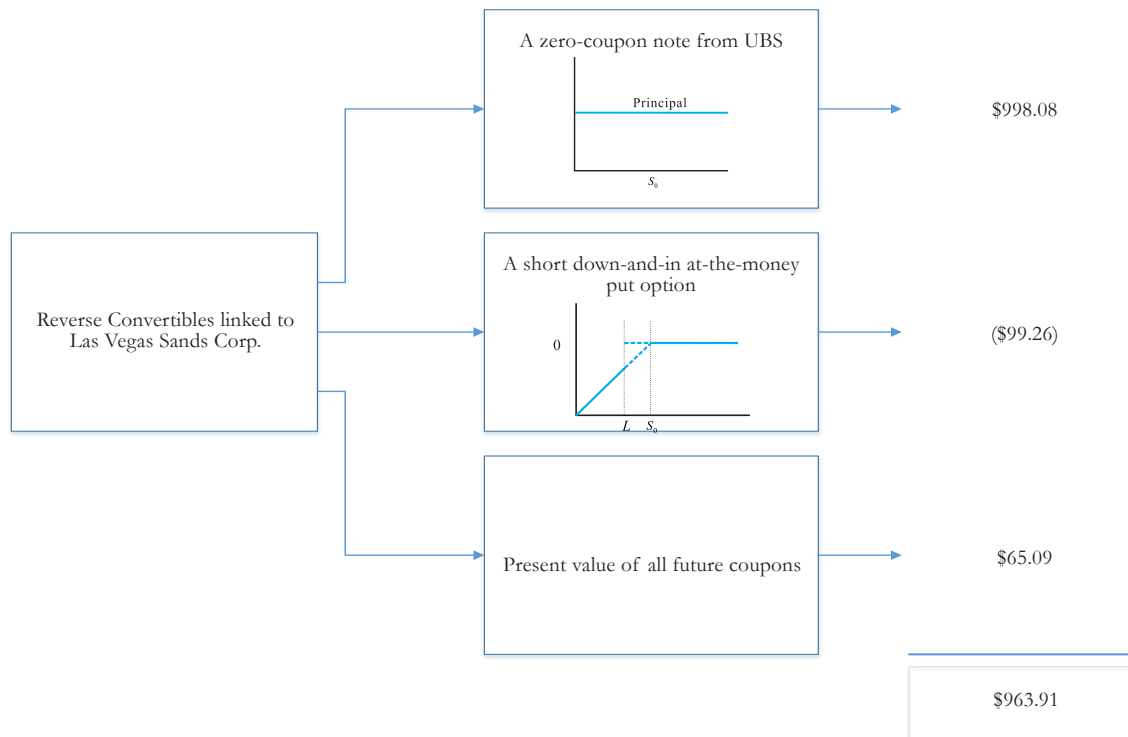 A zero-coupon note from UBS
Principal
S₀
$998.08
Reverse Convertibles linked to
Las Vegas Sands Corp.
A short down-and-in at-the-money
put option
0
L S₀
($99.26)
Present value of all future coupons
$65.09
$963.91